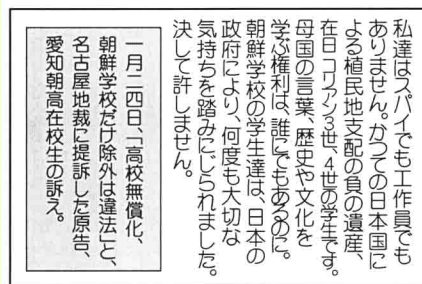 私達はスパイでも工作員でも
ありません。かつての日本国に
よる植民地支配の負の遺産、
在日コリアン3世、4世の学生です。
母国の言葉、歴史や文化を
学ぶ権利は、誰にでもあるのに。
朝鮮学校の学生達は、日本の
政府により、何度も大切な
気持ちを踏みにじられました。
決して許しません。
一月二四日、「高校無償化、
朝鮮学校だけ除外は違法」と、
名古屋地裁に提訴した原告、
愛知朝高在校生の訴え。